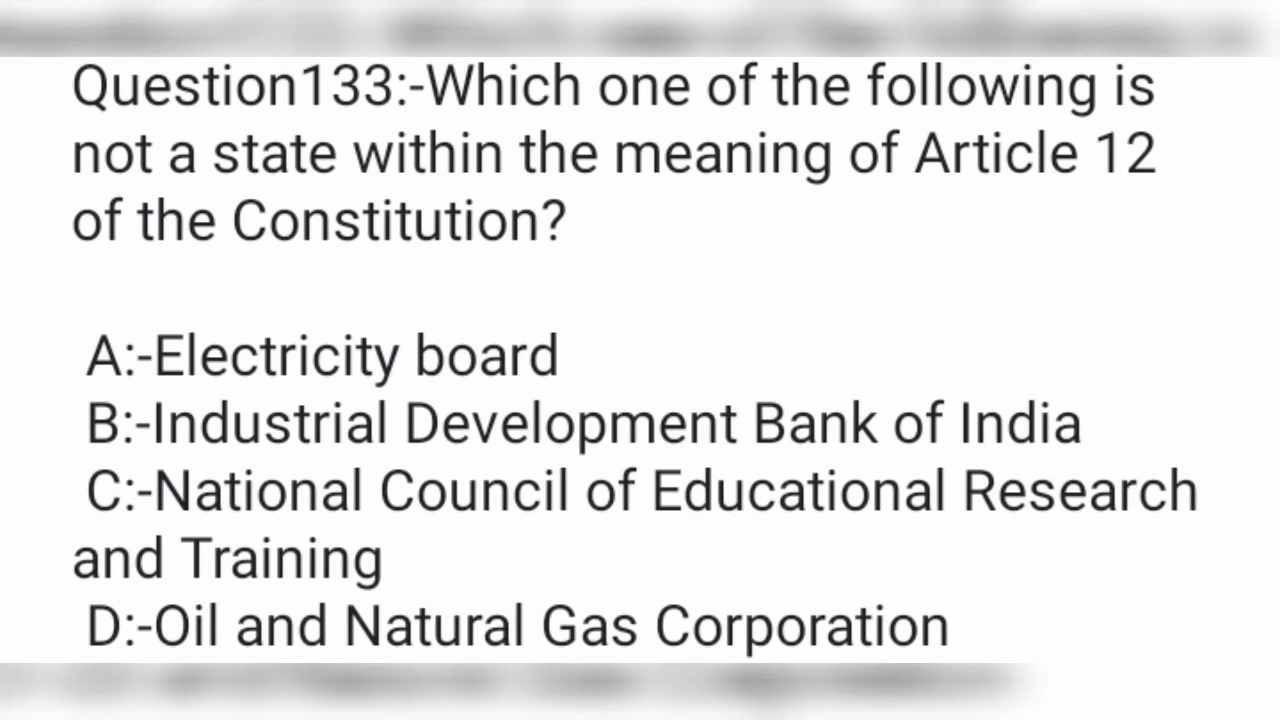 Question133:-Which one of the following is
not a state within the meaning of Article 12
of the Constitution?
A:-Electricity board
B:-Industrial Development Bank of India
C:-National Council of Educational Research
and Training
D:-Oil and Natural Gas Corporation